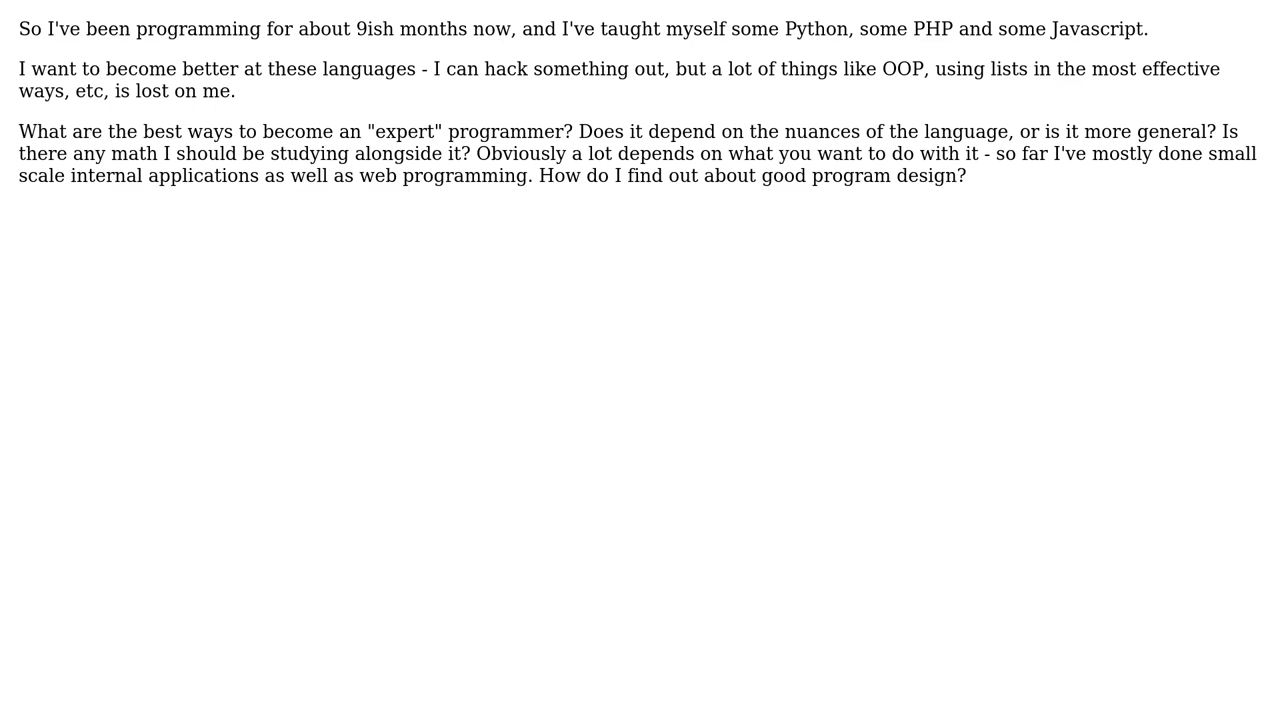 So I've been programming for about 9ish months now, and I've taught myself some Python, some PHP and some Javascript.
I want to become better at these languages - I can hack something out, but a lot of things like OOP, using lists in the most effective
ways, etc, is lost on me.
What are the best ways to become an "expert" programmer? Does it depend on the nuances of the language, or is it more general? Is
there any math I should be studying alongside it? Obviously a lot depends on what you want to do with it - so far I've mostly done small
scale internal applications as well as web programming. How do I find out about good program design?